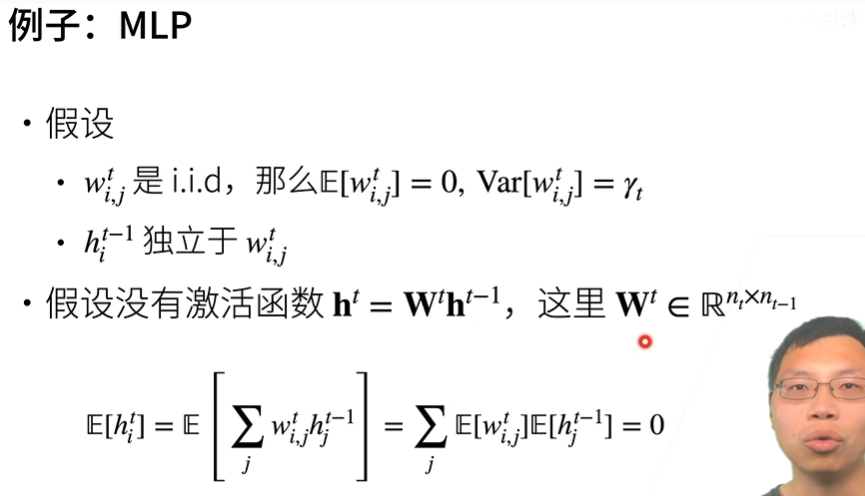 例子：MLP
• 假设
• $w_{i,j}^t$ 是 i.i.d，那么$\mathbb{E}[w_{i,j}^t] = 0$, $\text{Var}[w_{i,j}^t] = \gamma_t$
• $h_i^{t-1}$ 独立于 $w_{i,j}^t$
• 假设没有激活函数 $\mathbf{h}^t = \mathbf{W}^t\mathbf{h}^{t-1}$，这里 $\mathbf{W}^t \in \mathbb{R}^{n_t \times n_{t-1}}$
$\mathbb{E}[h_i^t] = \mathbb{E}\left[\sum_j w_{i,j}^t h_j^{t-1}\right] = \sum_j \mathbb{E}[w_{i,j}^t]\mathbb{E}[h_j^{t-1}] = 0$